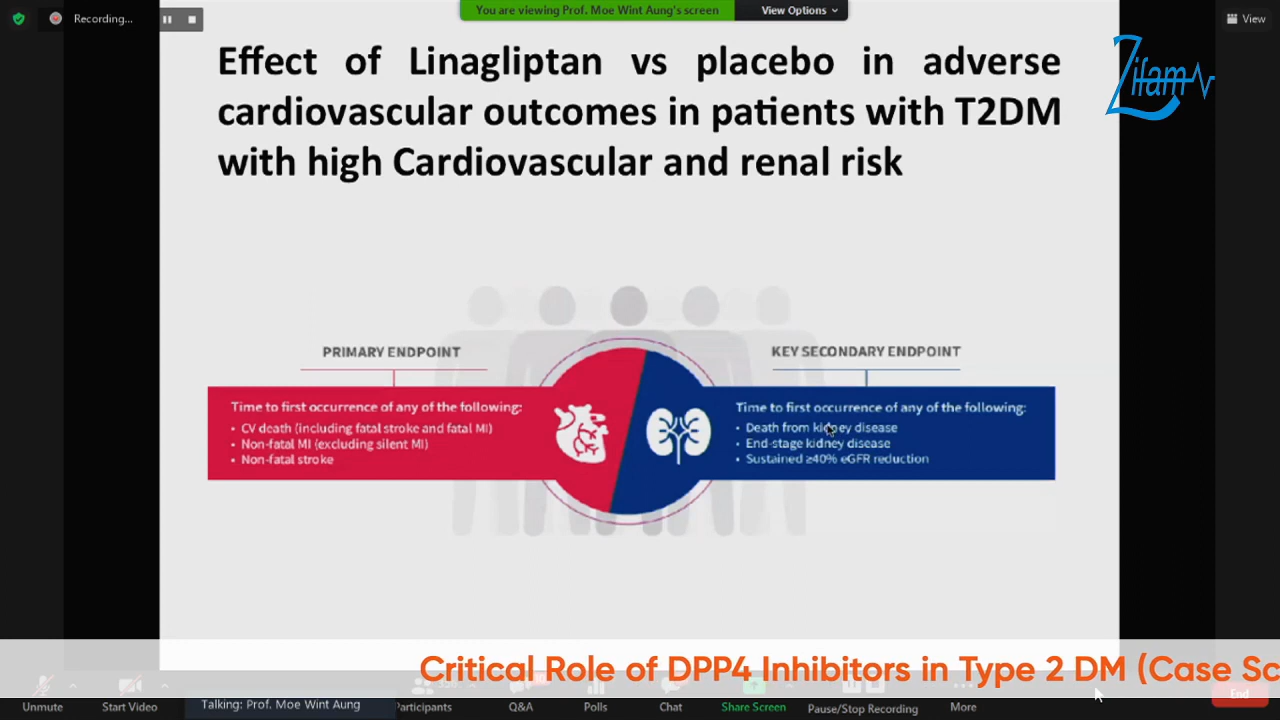 Recording...
You are viewing Prof. Moe Wint Aung's screen
View Options
View
Effect of Linagliptan vs placebo in adverse
cardiovascular outcomes in patients with T2DM
with high Cardiovascular and renal risk
Zifam
PRIMARY ENDPOINT
Time to first occurrence of any of the following:
• CV death (including fatal stroke and fatal MI)
• Non-fatal MI (excluding silent MI)
• Non-fatal stroke
KEY SECONDARY ENDPOINT
Time to first occurrence of any of the following:
• Death from kidney disease
• End-stage kidney disease
• Sustained ≥40% eGFR reduction
Critical Role of DPP4 Inhibitors in Type 2 DM (Case Sc
Unmute
Start Video
Talking: Prof. Moe Wint Aung
Participants
Q&A
Polls
Chat
Share Screen
Pause/Stop Recording
More
End